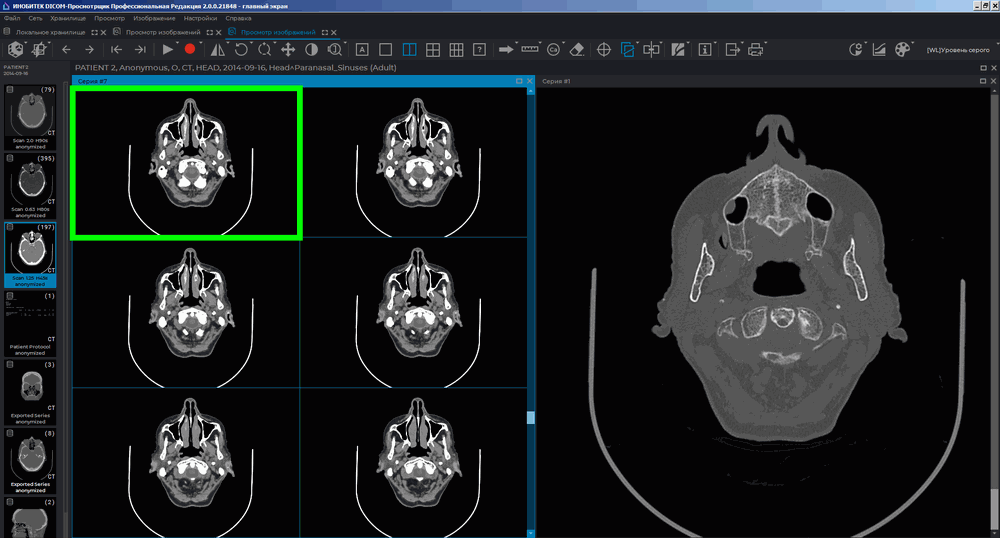 ИНОБИТЕК DICOM-Просмотрщик Профессиональная Редакция 2.0.0.21848 - главный экран
Файл Сеть Хранилище Просмотр Изображение Настройки Справка
Локальное хранилище Просмотр изображений Просмотр изображений
A ? Ca [WL]Уровень серого
PATIENT 2
2014-09-16
PATIENT 2, Anonymous, O, CT, HEAD, 2014-09-16, Head^Paranasal_Sinuses (Adult)
Серия #7
Серия #1
(79)
CT
Scan 2.0 H90s
anonymized
(395)
CT
Scan 0.63 H60s
anonymized
(197)
CT
anonymized
(1)
CT
Patient Protocol
anonymized
(3)
CT
Exported Series
anonymized
(8)
CT
Exported Series
anonymized
(2)